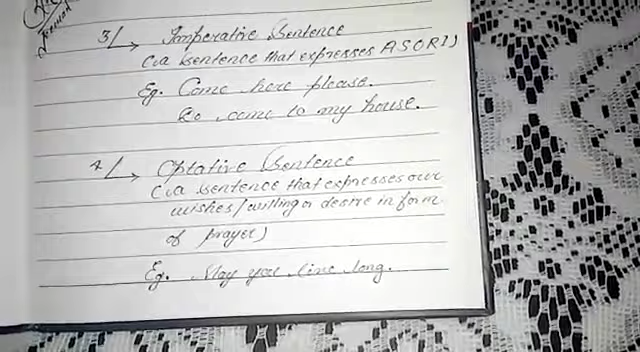 3/ → Imperative Sentence
(a sentence that expresses ASORI)
Eg. Come here please.
Do come to my house.
4/ → Optative Sentence
(a sentence that expresses our
wishes/willing or desire in form
of prayer)
Eg. May you live long.